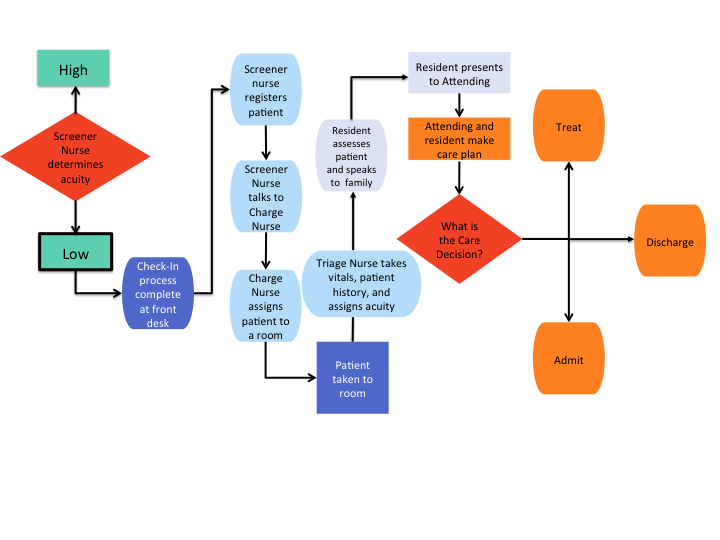 High
Screener
Nurse
determines
acuity
Low
Check-In
process
complete
at front
desk
Screener
nurse
registers
patient
Screener
Nurse
talks to
Charge
Nurse
Charge
Nurse
assigns
patient to
a room
Patient
taken to
room
Triage Nurse takes
vitals, patient
history, and
assigns acuity
Resident
assesses
patient
and speaks
to family
Resident presents
to Attending
Attending and
resident make
care plan
What is
the Care
Decision?
Treat
Discharge
Admit